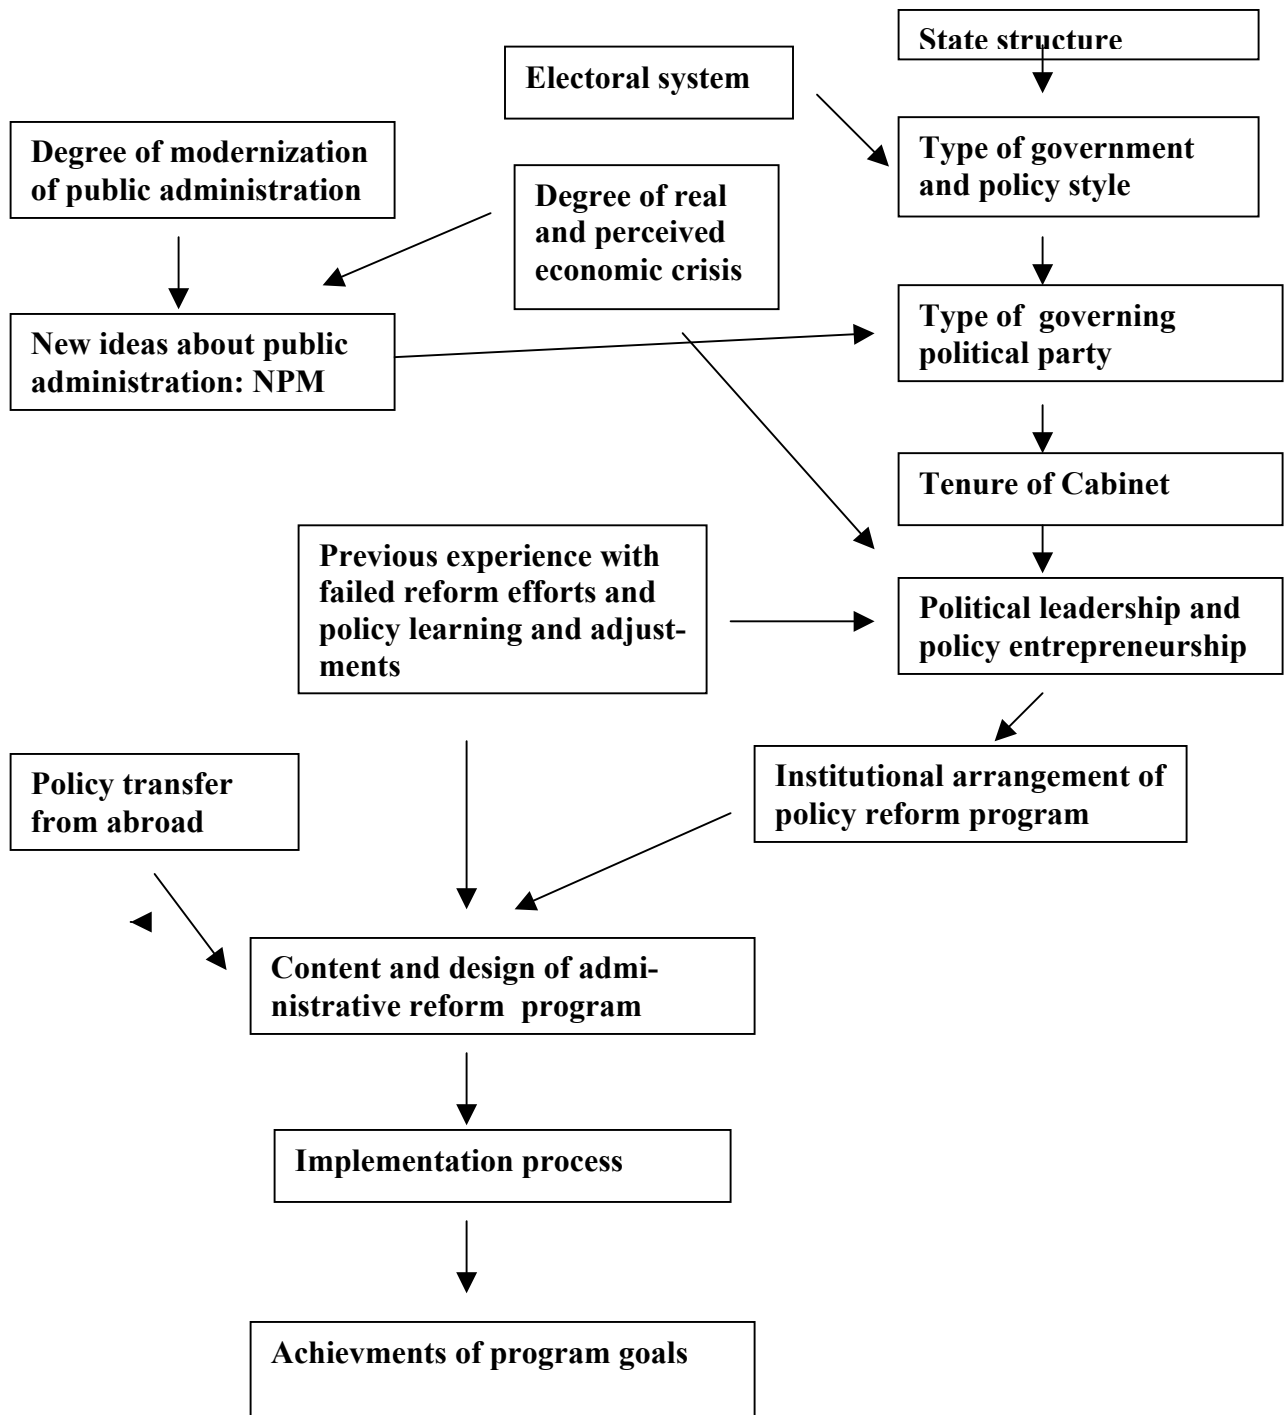 State structure
Electoral system
Type of government
and policy style
Degree of modernization
of public administration
Degree of real
and perceived
economic crisis
Type of  governing
political party
New ideas about public
administration: NPM
Tenure of Cabinet
Previous experience with
failed reform efforts and
policy learning and adjust-
ments
Political leadership and
policy entrepreneurship
Policy transfer
from abroad
Institutional arrangement of
policy reform program
Content and design of admi-
nistrative reform  program
Implementation process
Achievments of program goals